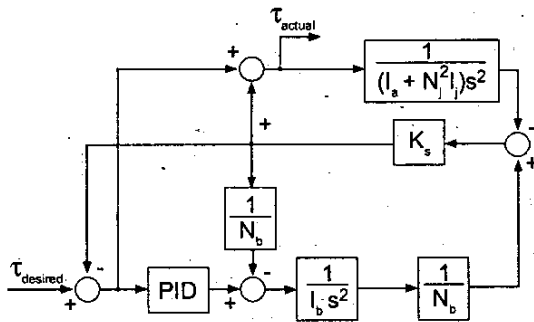 τactual
+
1
(Ia + Nj²Ij)s²
-
+
Ks
+
1
Nb
-
τdesired
+
-
PID
+
1
Ib s²
1
Nb